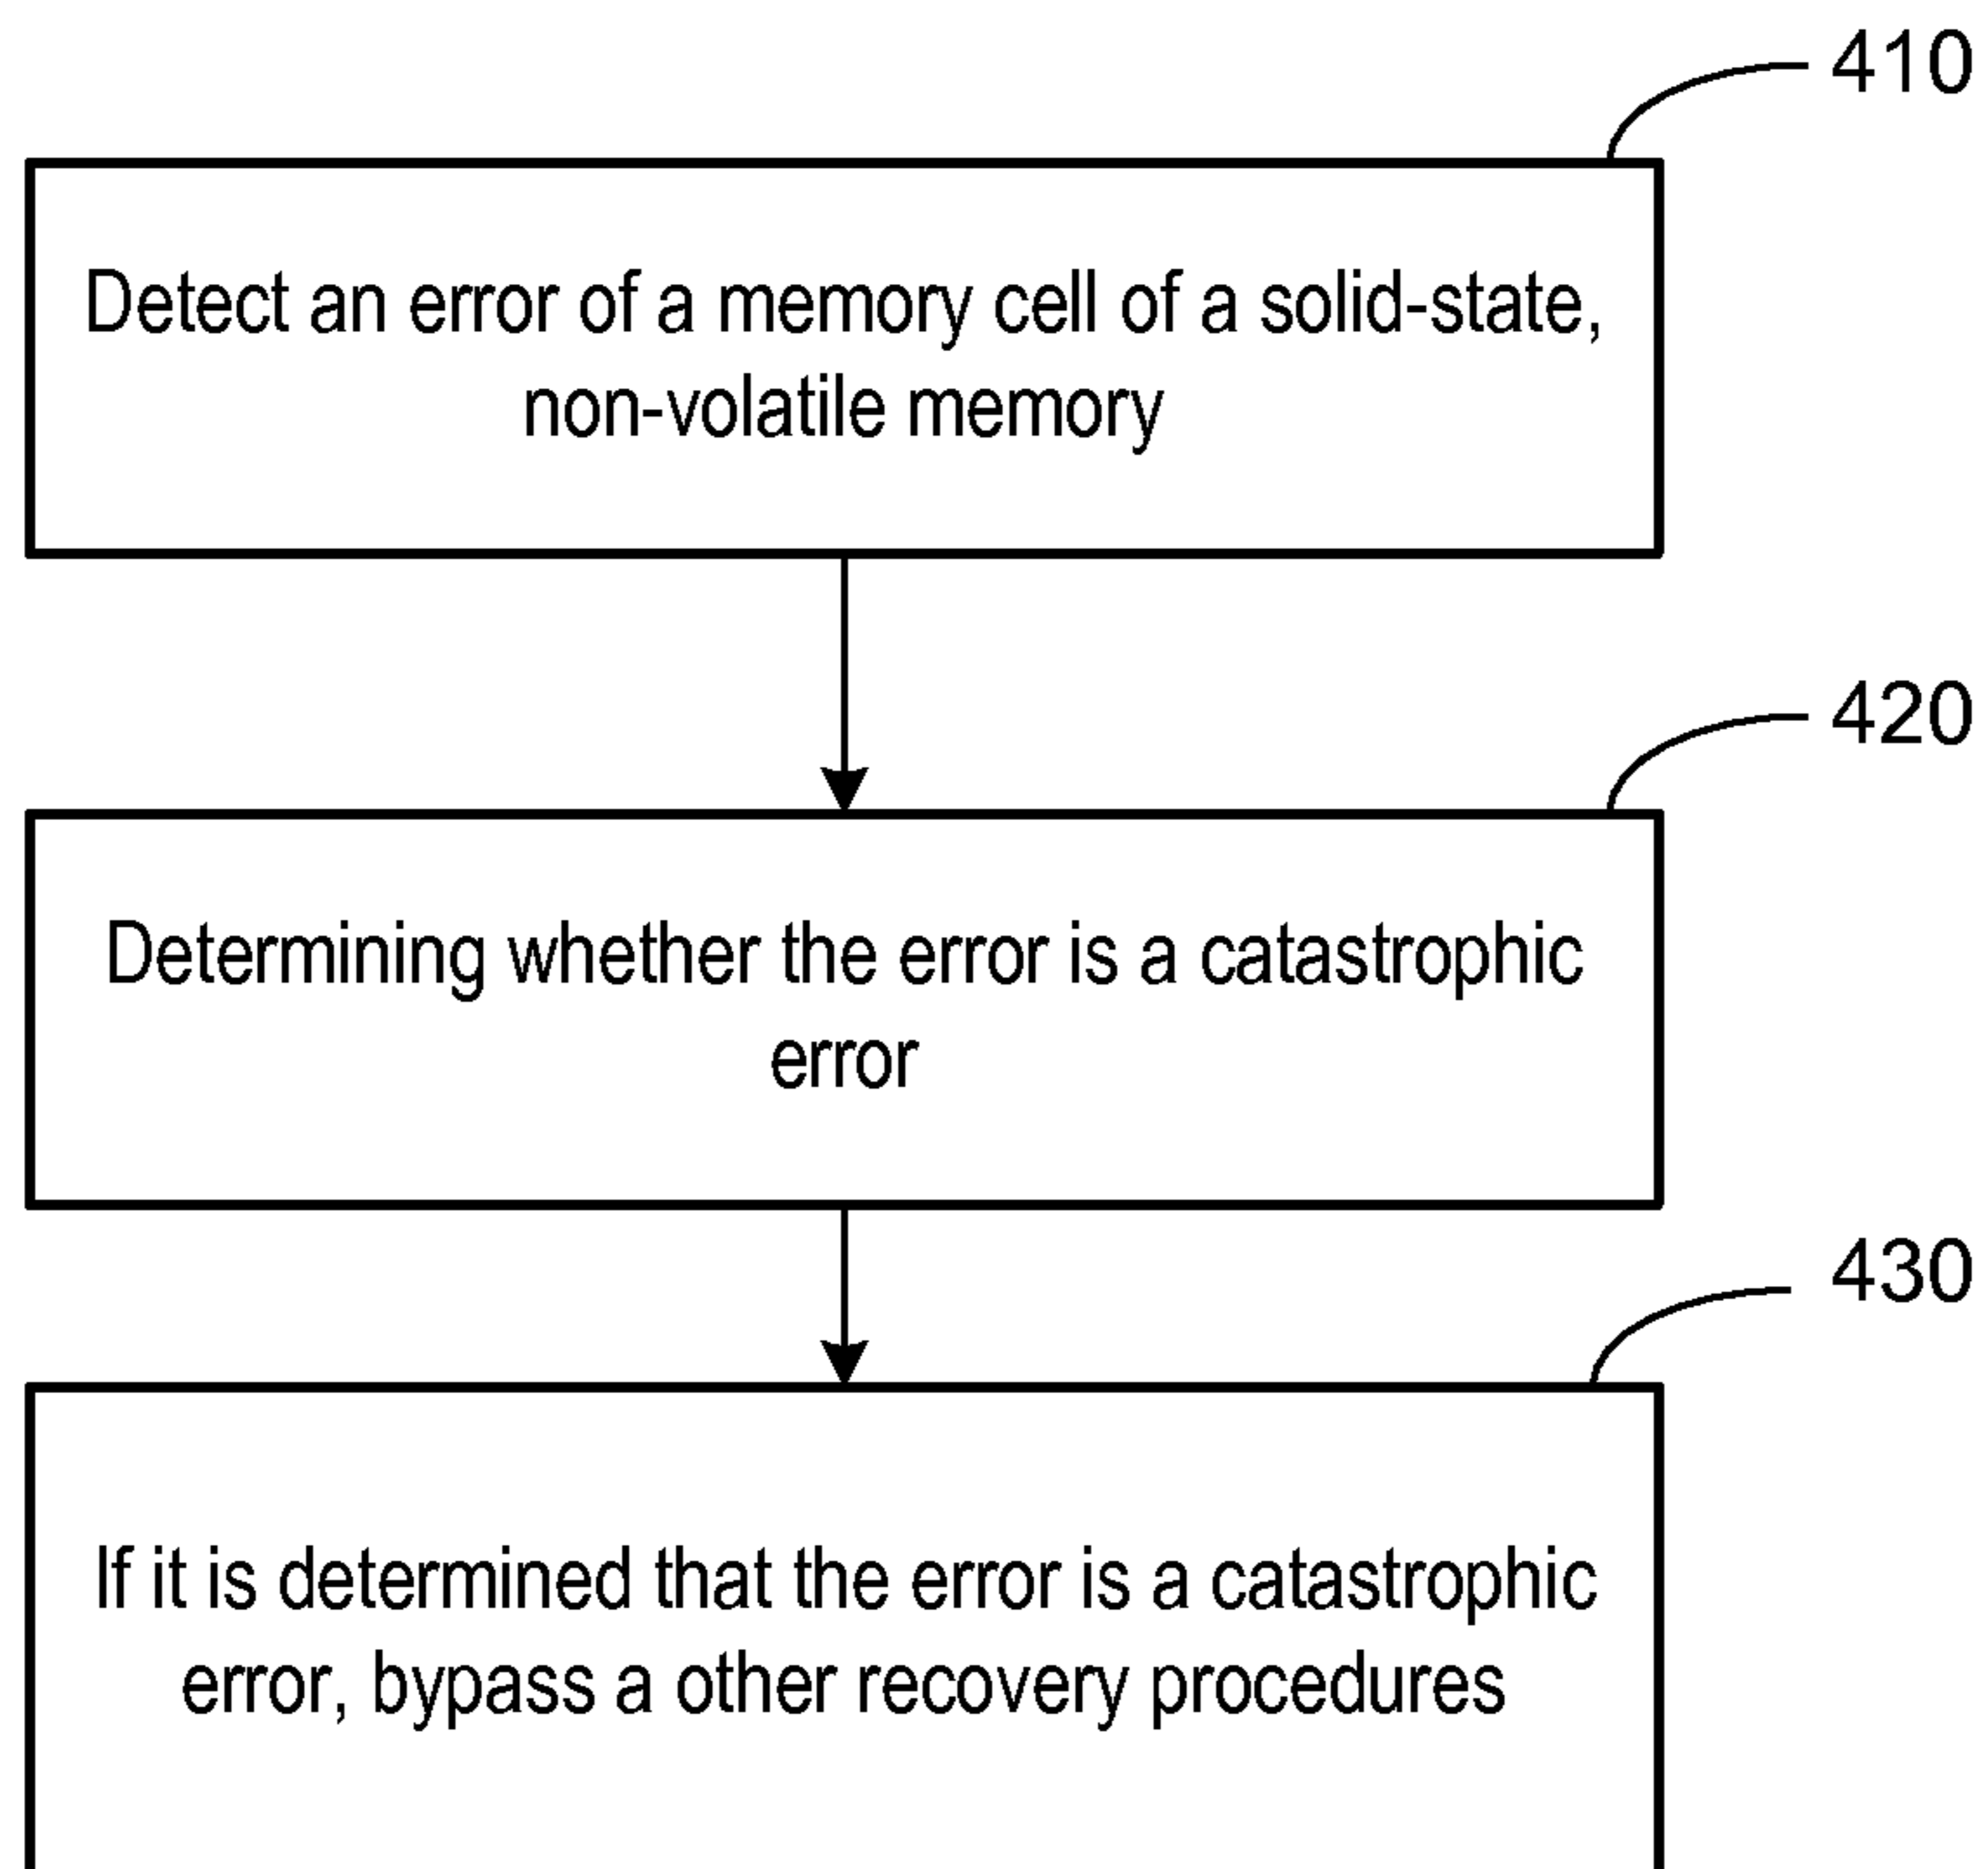 410
Detect an error of a memory cell of a solid-state,
non-volatile memory
420
Determining whether the error is a catastrophic
error
430
If it is determined that the error is a catastrophic
error, bypass a other recovery procedures